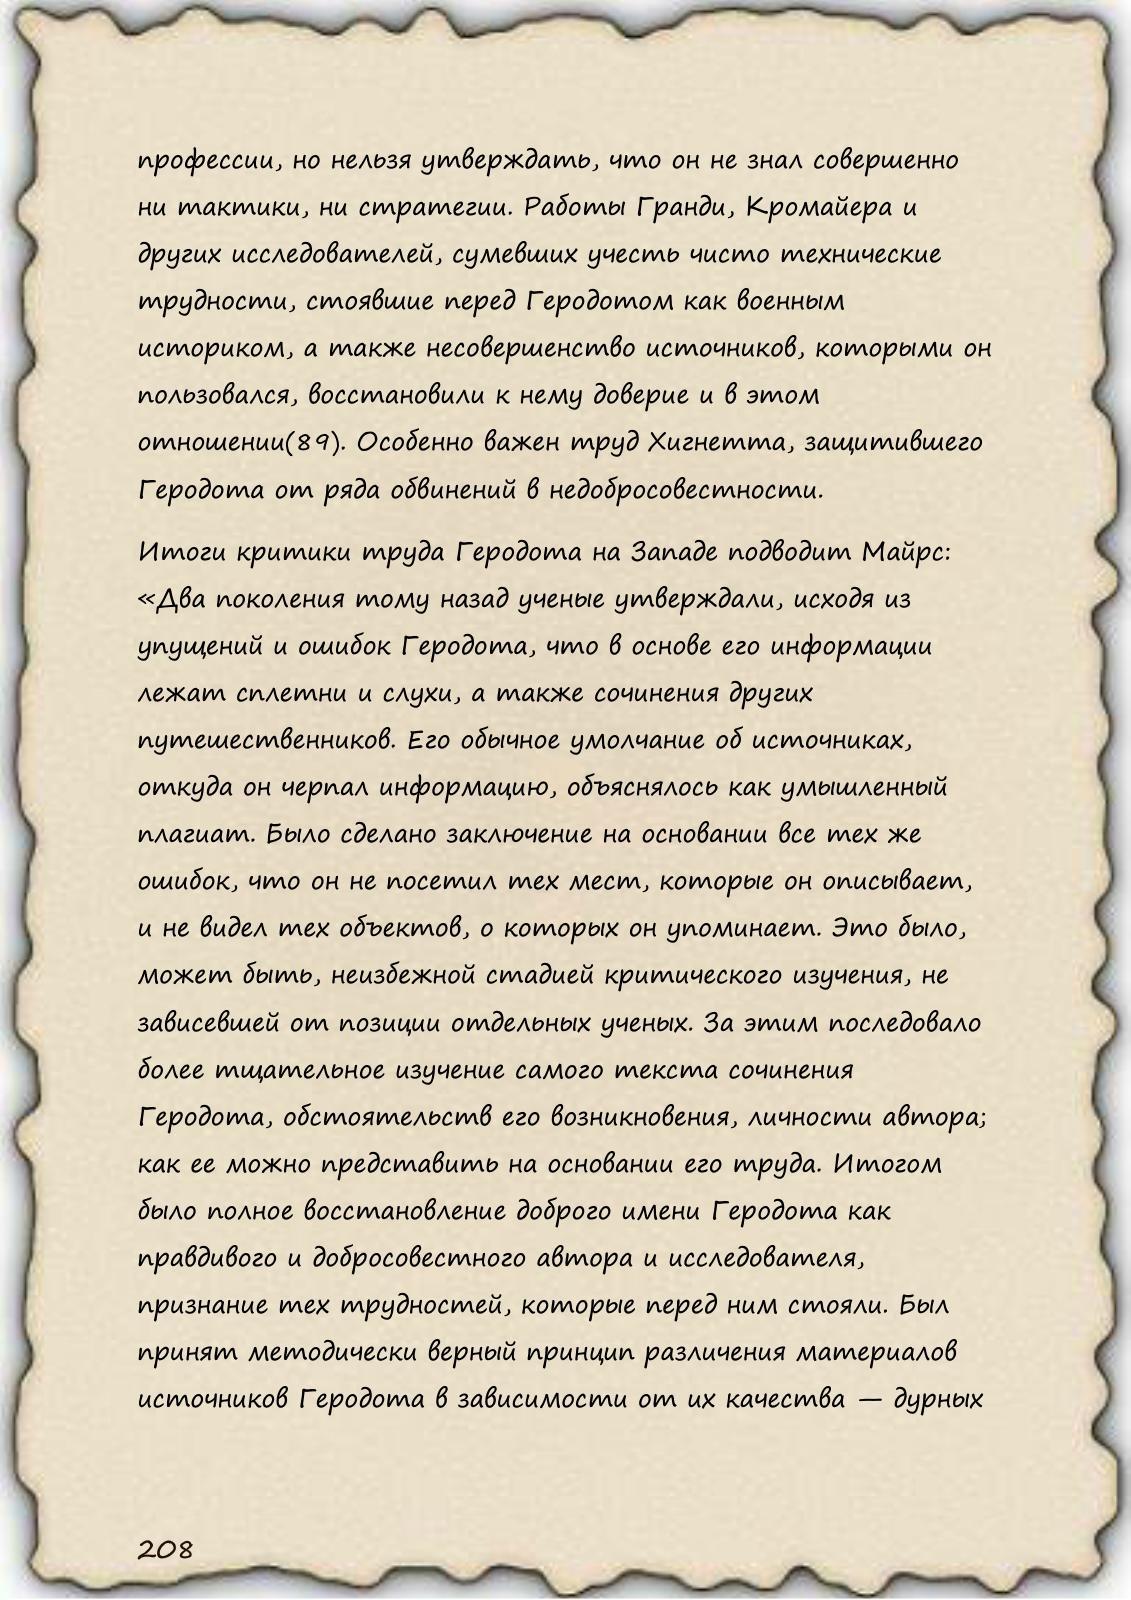 профессии, но нельзя утверждать, что он не знал совершенно
ни тактики, ни стратегии. Работы Гранди, Кромайера и
других исследователей, сумевших учесть чисто технические
трудности, стоявшие перед Геродотом как военным
историком, а также несовершенство источников, которыми он
пользовался, восстановили к нему доверие и в этом
отношении(89). Особенно важен труд Хигнетта, защитившего
Геродота от ряда обвинений в недобросовестности.
Итоги критики труда Геродота на Западе подводит Майрс:
«Два поколения тому назад ученые утверждали, исходя из
упущений и ошибок Геродота, что в основе его информации
лежат сплетни и слухи, а также сочинения других
путешественников. Его обычное умолчание об источниках,
откуда он черпал информацию, объяснялось как умышленный
плагиат. Было сделано заключение на основании все тех же
ошибок, что он не посетил тех мест, которые он описывает,
и не видел тех объектов, о которых он упоминает. Это было,
может быть, неизбежной стадией критического изучения, не
зависевшей от позиции отдельных ученых. За этим последовало
более тщательное изучение самого текста сочинения
Геродота, обстоятельств его возникновения, личности автора;
как ее можно представить на основании его труда. Итогом
было полное восстановление доброго имени Геродота как
правдивого и добросовестного автора и исследователя,
признание тех трудностей, которые перед ним стояли. Был
принят методически верный принцип различения материалов
источников Геродота в зависимости от их качества — дурных
208